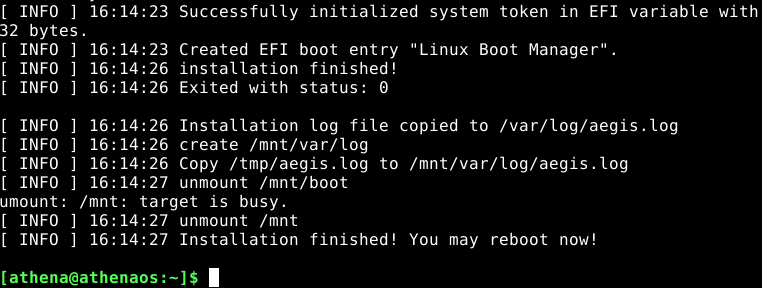 [ INFO ] 16:14:23 Successfully initialized system token in EFI variable with
32 bytes.
[ INFO ] 16:14:23 Created EFI boot entry "Linux Boot Manager".
[ INFO ] 16:14:26 installation finished!
[ INFO ] 16:14:26 Exited with status: 0
[ INFO ] 16:14:26 Installation log file copied to /var/log/aegis.log
[ INFO ] 16:14:26 create /mnt/var/log
[ INFO ] 16:14:26 Copy /tmp/aegis.log to /mnt/var/log/aegis.log
[ INFO ] 16:14:27 unmount /mnt/boot
umount: /mnt: target is busy.
[ INFO ] 16:14:27 unmount /mnt
[ INFO ] 16:14:27 Installation finished! You may reboot now!
[athena@athenaos:~]$